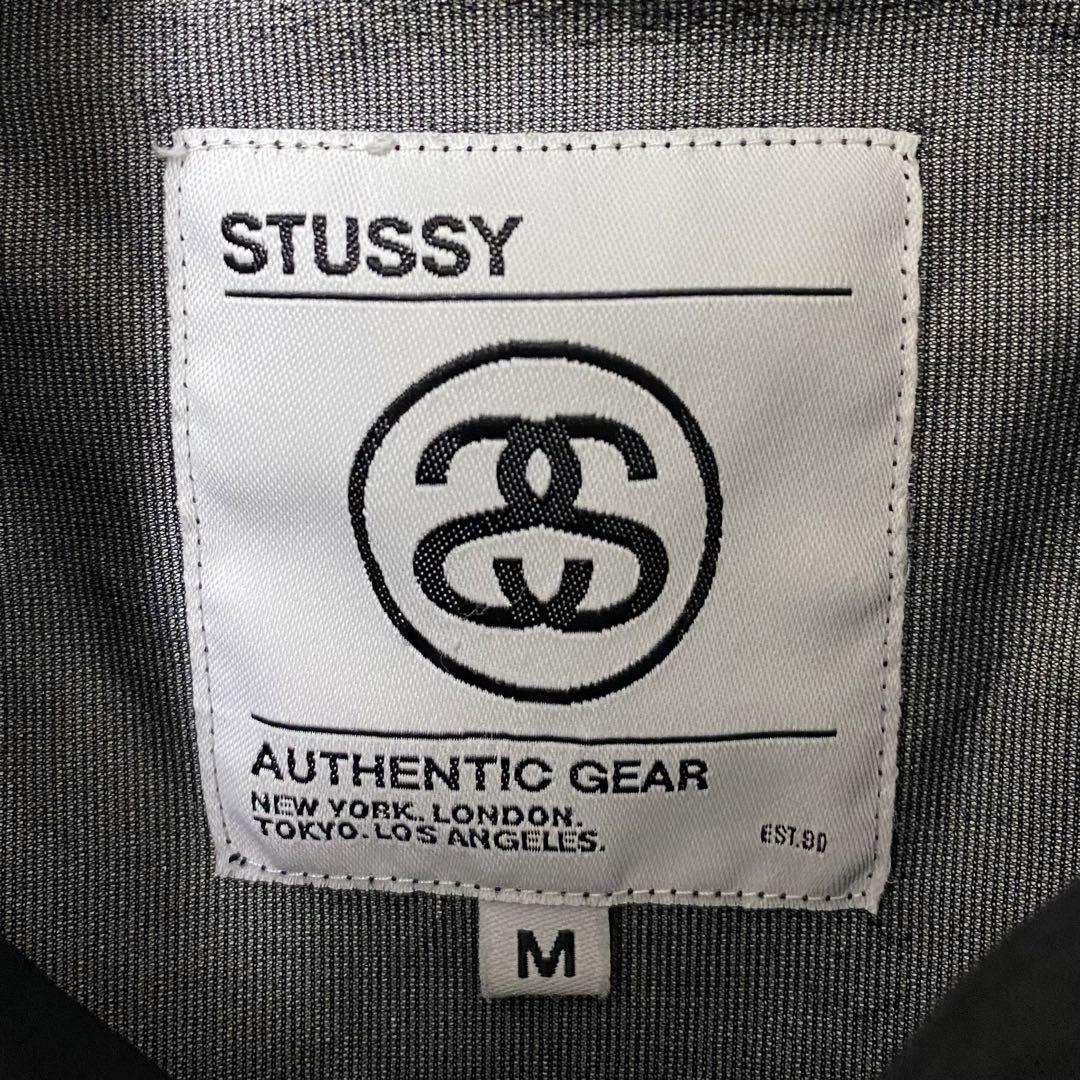 STUSSY
AUTHENTIC GEAR
NEW YORK. LONDON.
TOKYO. LOS ANGELES.
EST.80
M